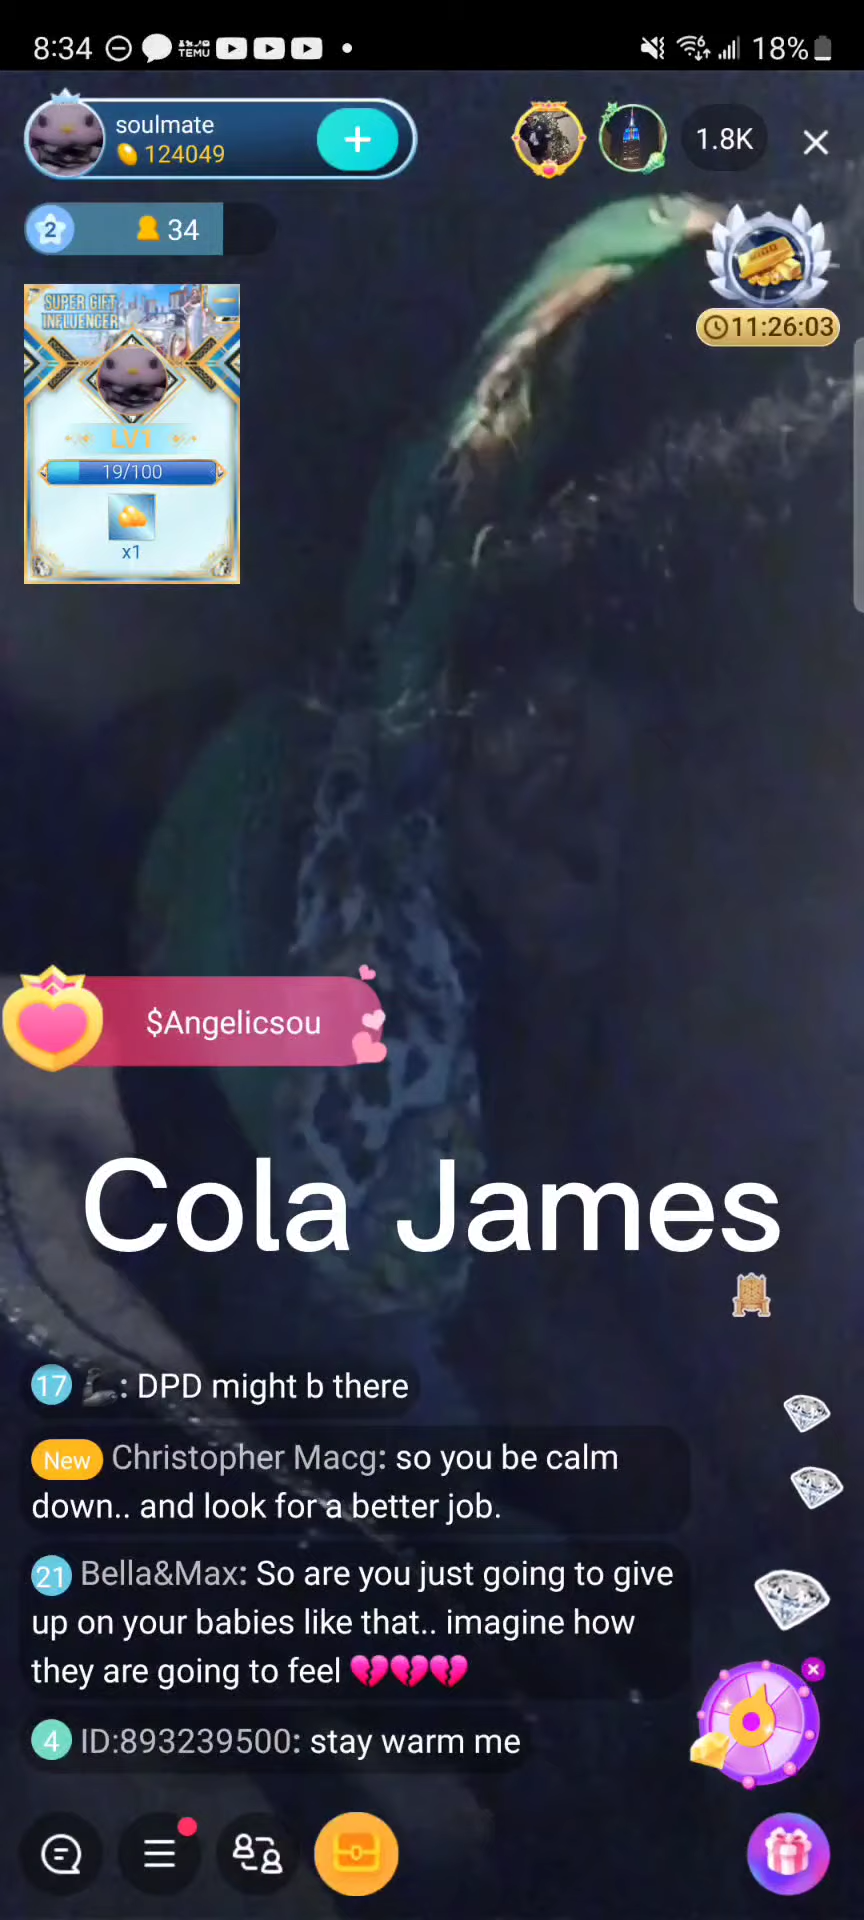 8:34
TEMU
18%
soulmate
124049
1.8K
2
34
11:26:03
SUPER GIFT
INFLUENCER
LV1
19/100
x1
$Angelicsou
Cola James
17 : DPD might b there
New Christopher Macg: so you be calm
down.. and look for a better job.
21 Bella&Max: So are you just going to give
up on your babies like that.. imagine how
they are going to feel 💔💔💔
4 ID:893239500: stay warm me